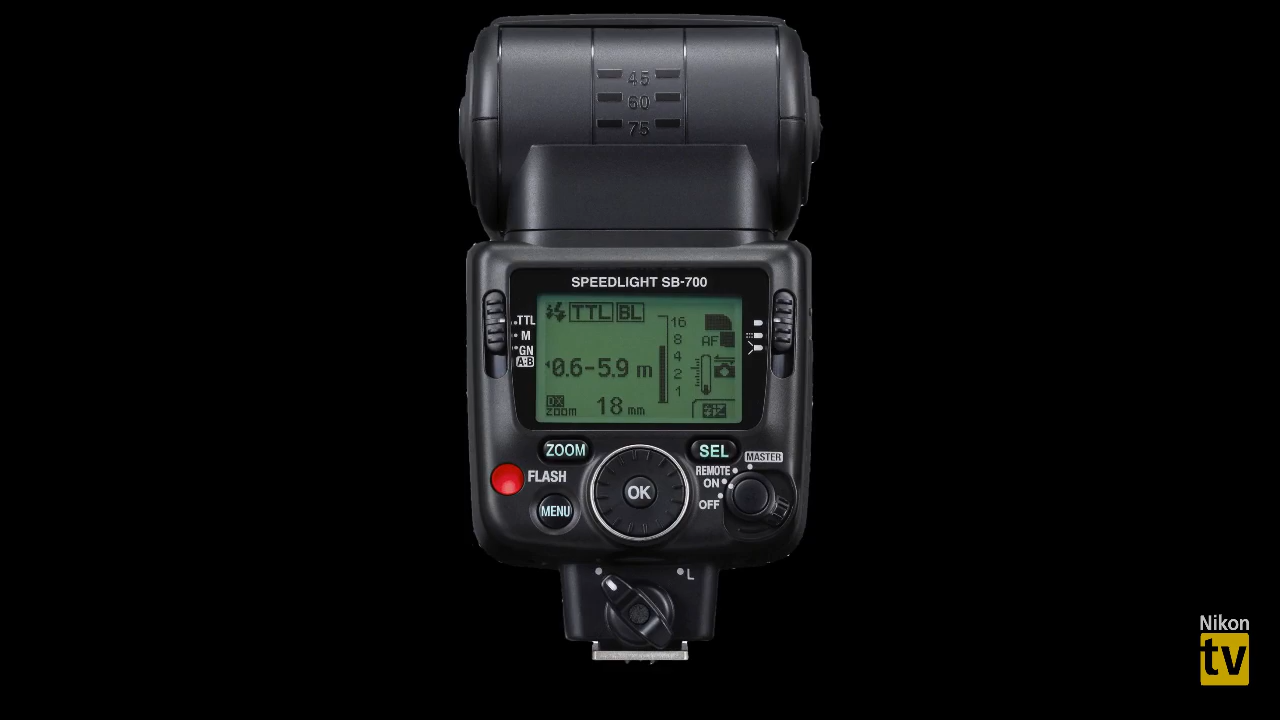 45
60
75
SPEEDLIGHT SB-700
TTL
M
GN
A:B
TTL BL
16
8
4
2
1
AF
0.6-5.9 m
DX
zoom 18 mm
ZOOM
SEL
MASTER
REMOTE
ON
OFF
FLASH
MENU
OK
L
Nikon
tv